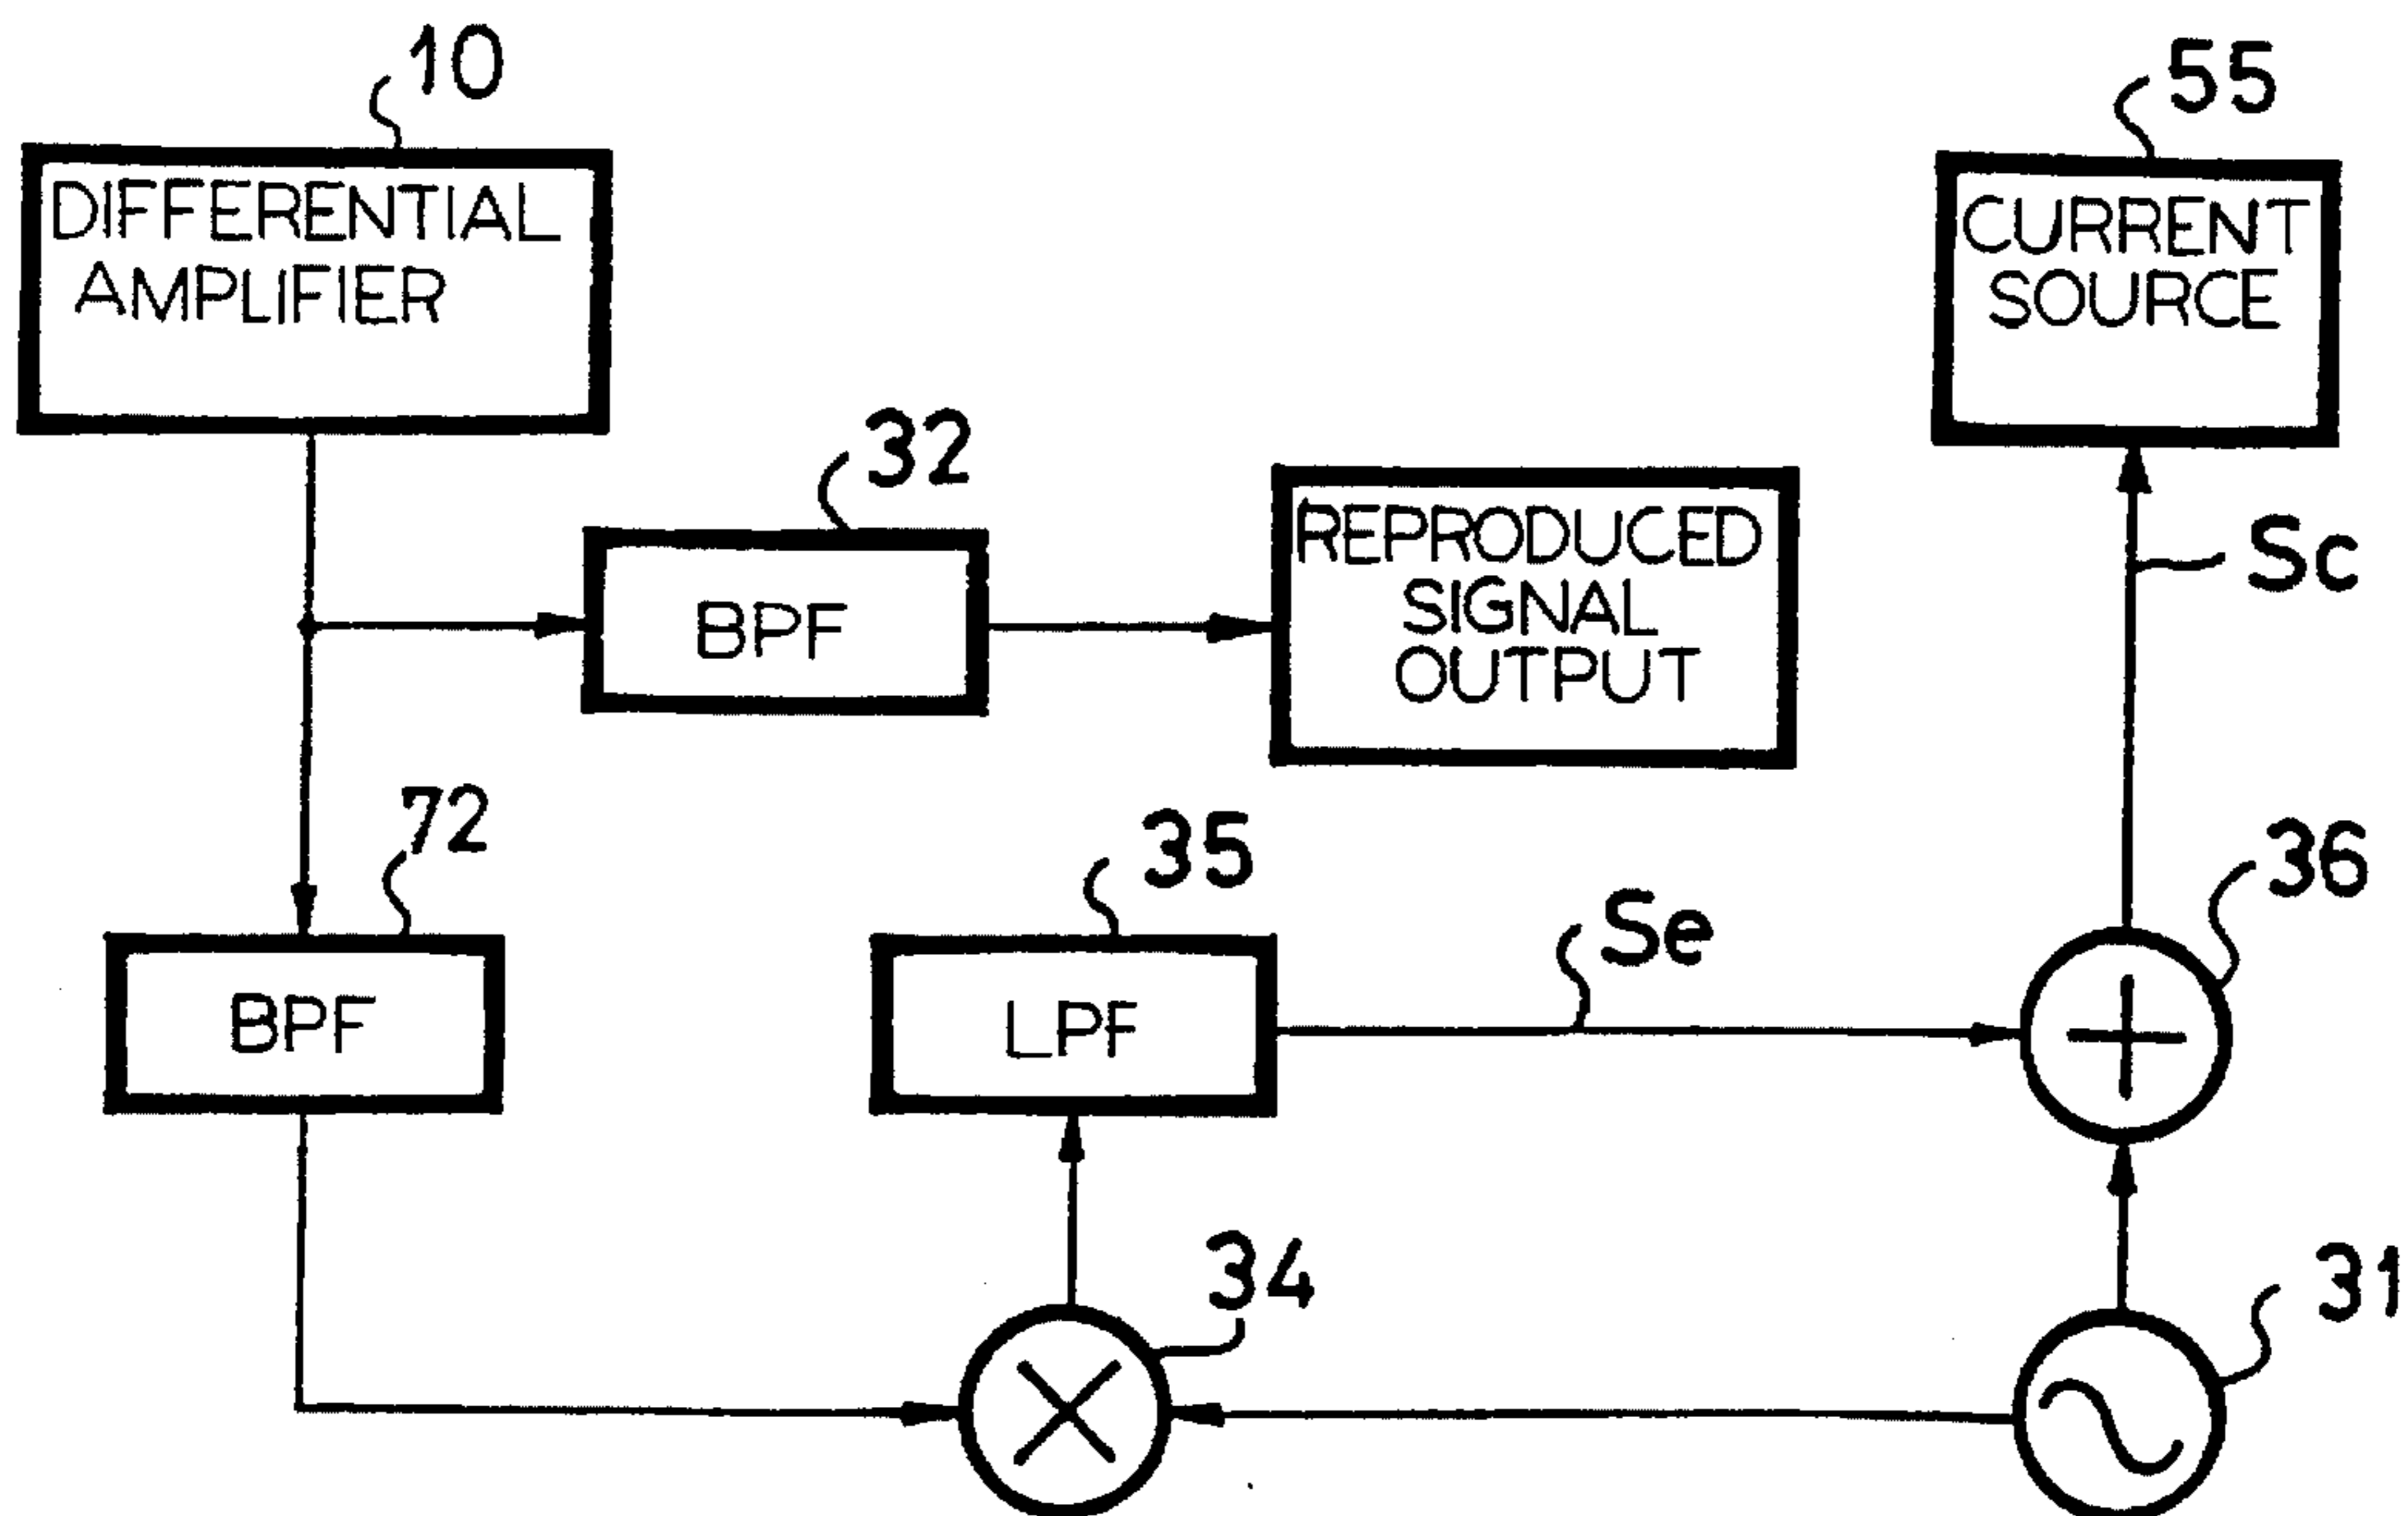 10
55
DIFFERENTIAL
AMPLIFIER
CURRENT
SOURCE
32
BPF
REPRODUCED
SIGNAL
OUTPUT
Sc
72
35
Se
36
BPF
LPF
34
31